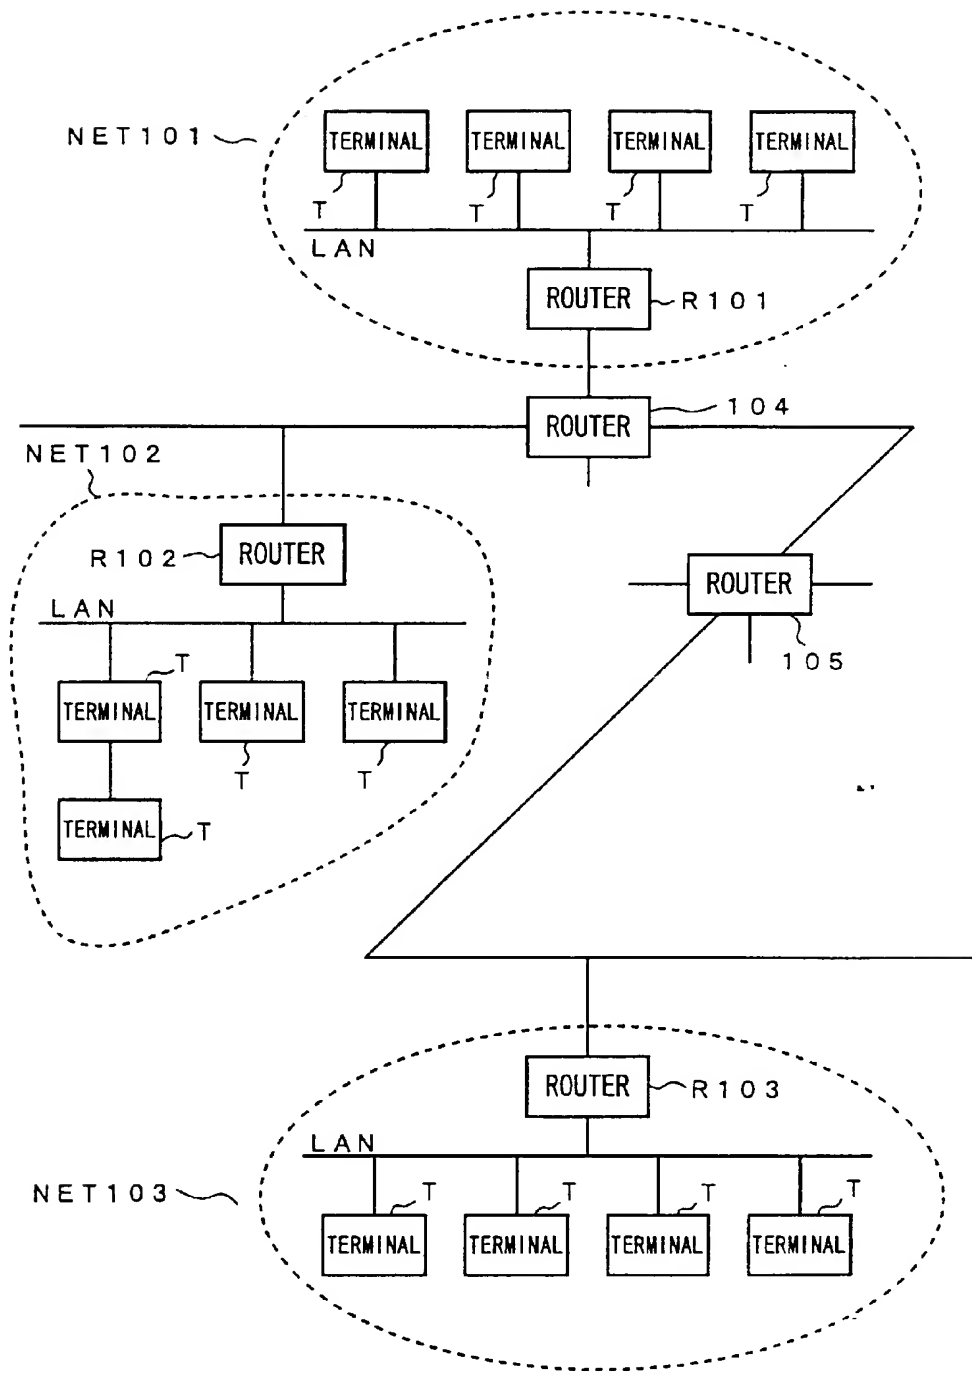 NET101
TERMINAL TERMINAL TERMINAL TERMINAL
T T T T
LAN
ROUTER R101
ROUTER 104
NET102
R102 ROUTER
ROUTER
105
LAN
T
TERMINAL TERMINAL TERMINAL
T T
TERMINAL T
ROUTER R103
LAN
NET103
T T T T
TERMINAL TERMINAL TERMINAL TERMINAL